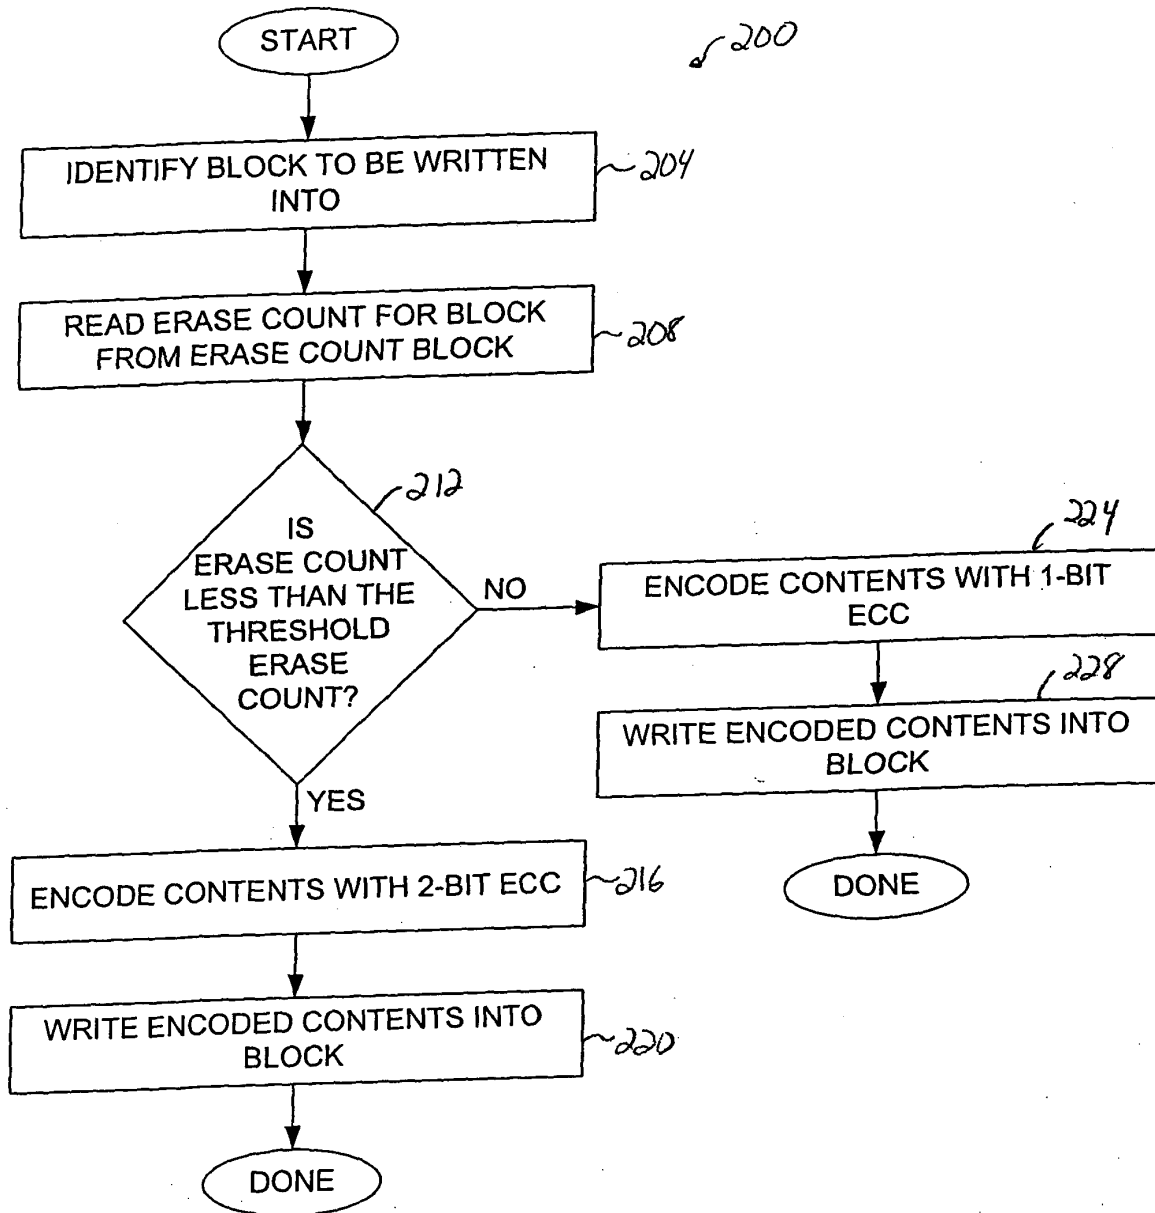 START
200
IDENTIFY BLOCK TO BE WRITTEN
INTO
204
READ ERASE COUNT FOR BLOCK
FROM ERASE COUNT BLOCK
208
212
IS
ERASE COUNT
LESS THAN THE
THRESHOLD
ERASE
COUNT?
NO
224
ENCODE CONTENTS WITH 1-BIT
ECC
228
WRITE ENCODED CONTENTS INTO
BLOCK
DONE
YES
ENCODE CONTENTS WITH 2-BIT ECC
216
WRITE ENCODED CONTENTS INTO
BLOCK
220
DONE